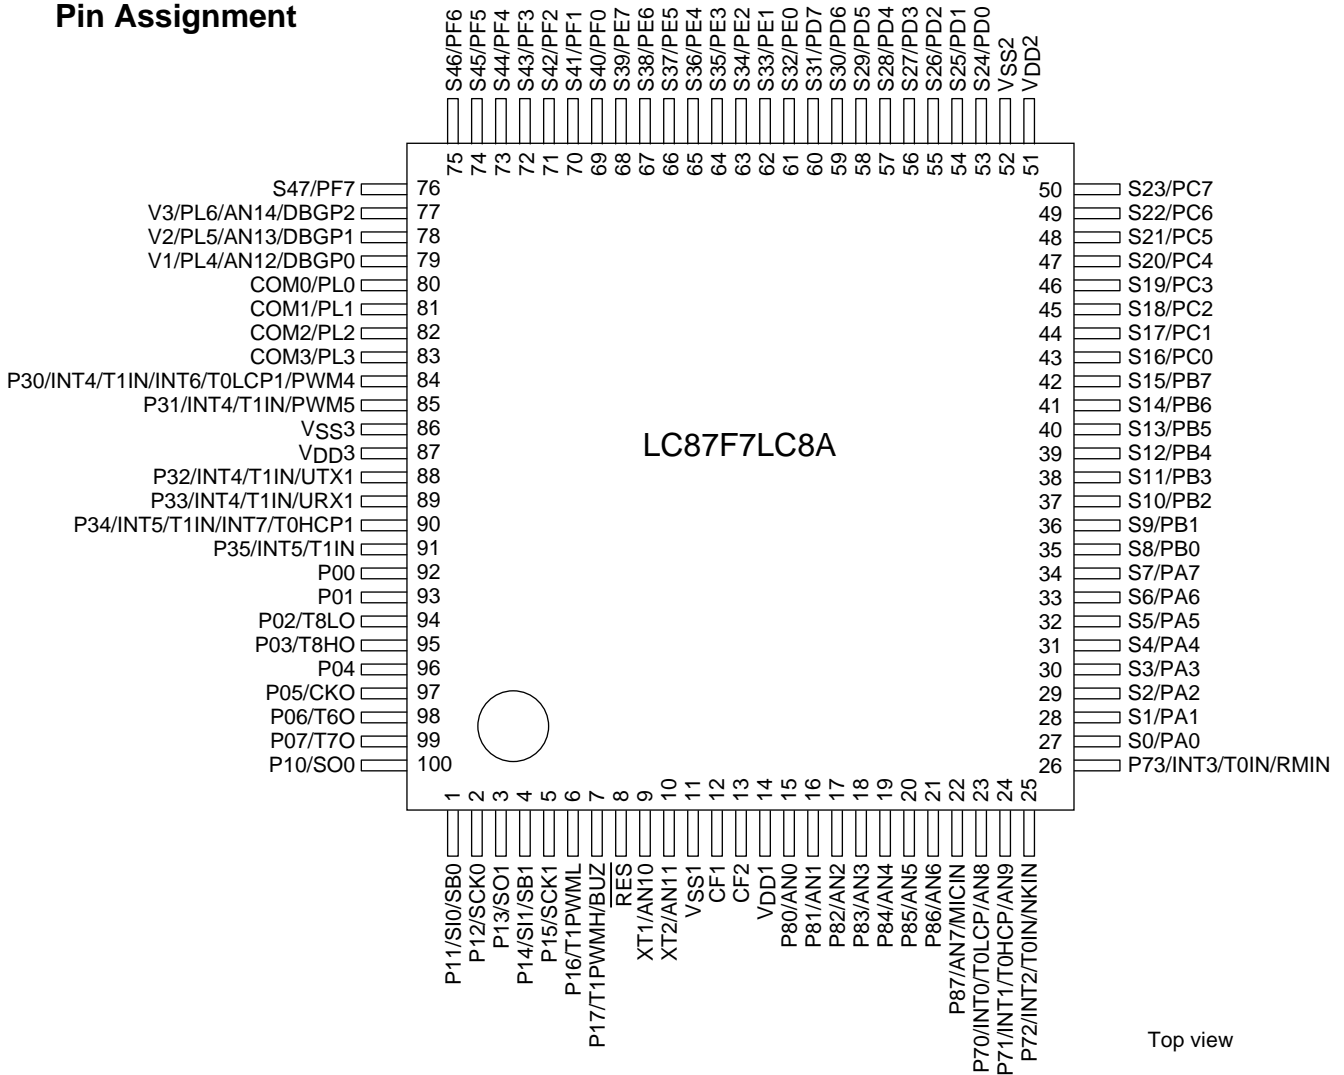 Pin Assignment
S46/PF6
S45/PF5
S44/PF4
S43/PF3
S42/PF2
S41/PF1
S40/PF0
S39/PE7
S38/PE6
S37/PE5
S36/PE4
S35/PE3
S34/PE2
S33/PE1
S32/PE0
S31/PD7
S30/PD6
S29/PD5
S28/PD4
S27/PD3
S26/PD2
S25/PD1
S24/PD0
VSS2
VDD2
75
74
73
72
71
70
69
68
67
66
65
64
63
62
61
60
59
58
57
56
55
54
53
52
51
S47/PF7 76
V3/PL6/AN14/DBGP2 77
V2/PL5/AN13/DBGP1 78
V1/PL4/AN12/DBGP0 79
COM0/PL0 80
COM1/PL1 81
COM2/PL2 82
COM3/PL3 83
P30/INT4/T1IN/INT6/T0LCP1/PWM4 84
P31/INT4/T1IN/PWM5 85
VSS3 86
VDD3 87
P32/INT4/T1IN/UTX1 88
P33/INT4/T1IN/URX1 89
P34/INT5/T1IN/INT7/T0HCP1 90
P35/INT5/T1IN 91
P00 92
P01 93
P02/T8LO 94
P03/T8HO 95
P04 96
P05/CKO 97
P06/T6O 98
P07/T7O 99
P10/SO0 100
LC87F7LC8A
50 S23/PC7
49 S22/PC6
48 S21/PC5
47 S20/PC4
46 S19/PC3
45 S18/PC2
44 S17/PC1
43 S16/PC0
42 S15/PB7
41 S14/PB6
40 S13/PB5
39 S12/PB4
38 S11/PB3
37 S10/PB2
36 S9/PB1
35 S8/PB0
34 S7/PA7
33 S6/PA6
32 S5/PA5
31 S4/PA4
30 S3/PA3
29 S2/PA2
28 S1/PA1
27 S0/PA0
26 P73/INT3/T0IN/RMIN
1
2
3
4
5
6
7
8
9
10
11
12
13
14
15
16
17
18
19
20
21
22
23
24
25
P11/SI0/SB0
P12/SCK0
P13/SO1
P14/SI1/SB1
P15/SCK1
P16/T1PWML
P17/T1PWMH/BUZ
RES
XT1/AN10
XT2/AN11
VSS1
CF1
CF2
VDD1
P80/AN0
P81/AN1
P82/AN2
P83/AN3
P84/AN4
P85/AN5
P86/AN6
P87/AN7/MICIN
P70/INT0/T0LCP/AN8
P71/INT1/T0HCP/AN9
P72/INT2/T0IN/NKIN
Top view